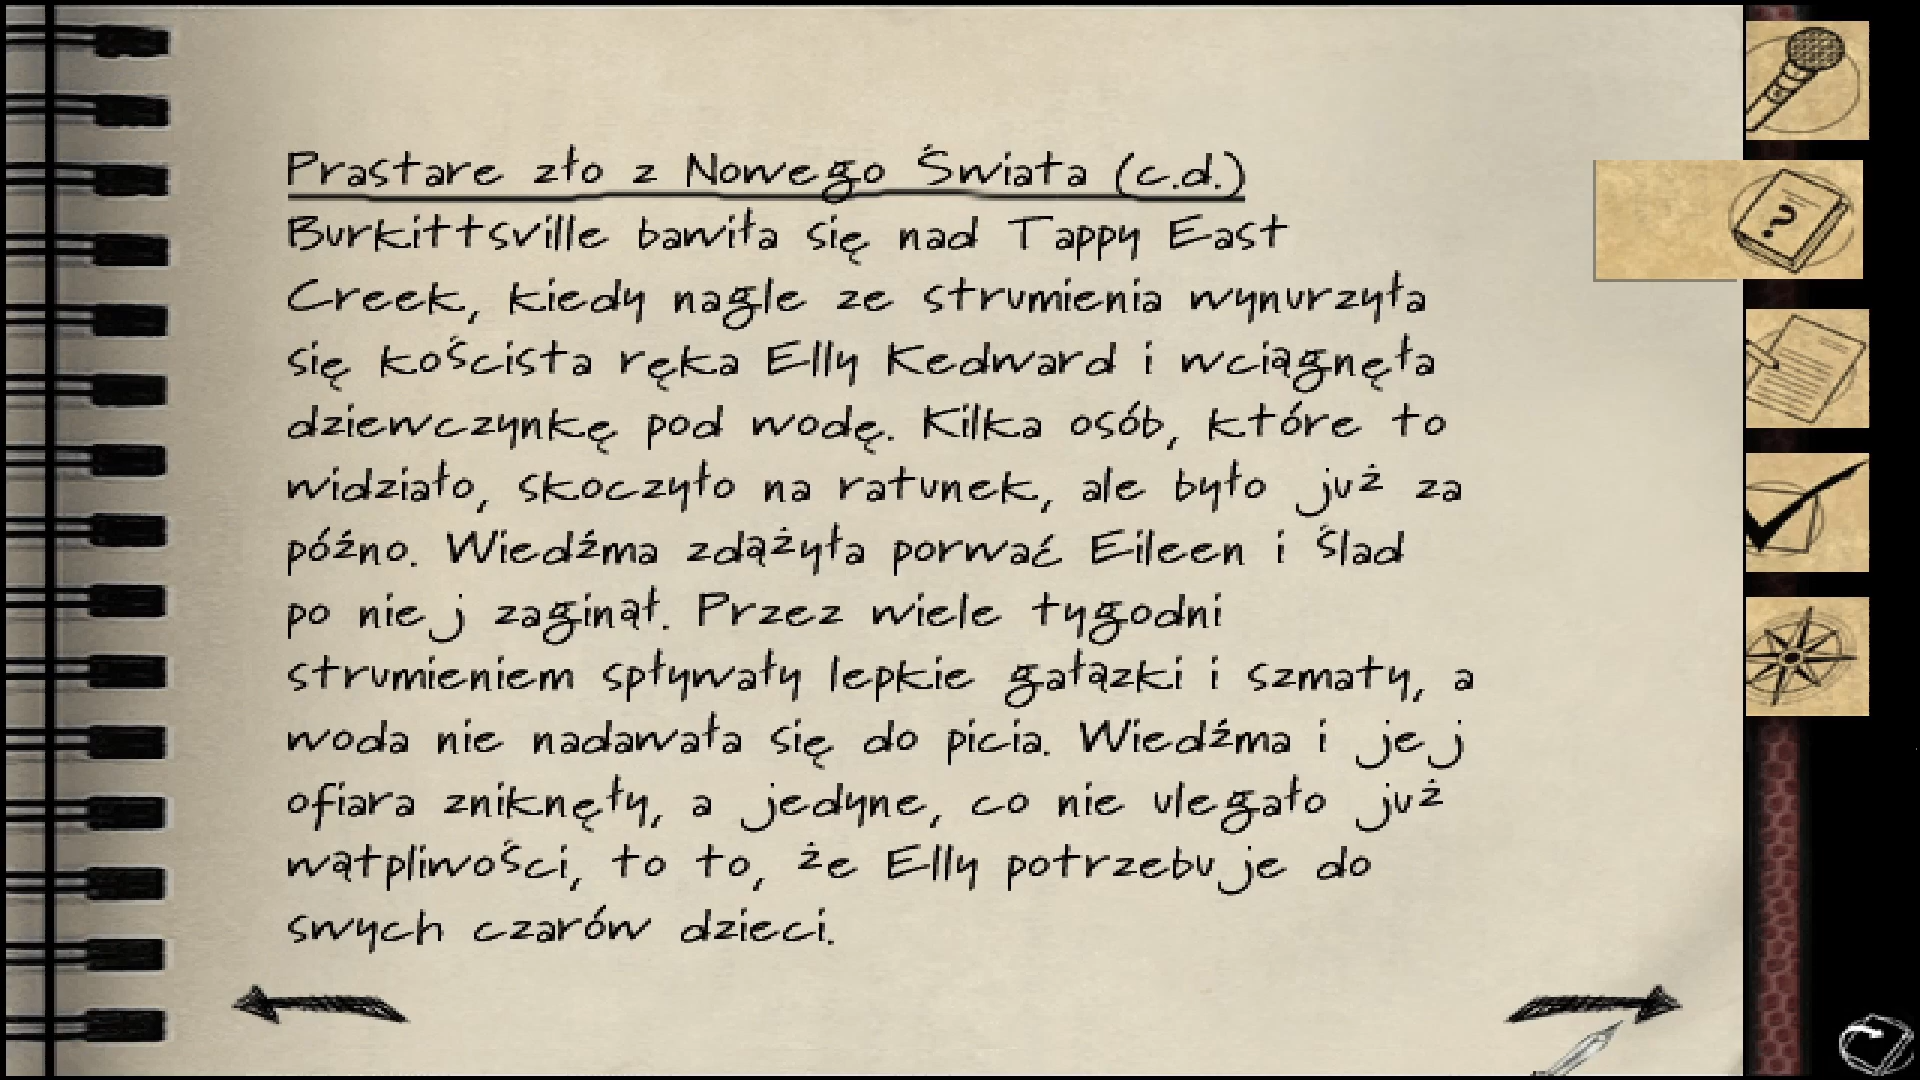 Prastare zło z Nowego Świata (c.d.)
Burkittsville bawiła się nad Tappy East
Creek, kiedy nagle ze strumienia wynurzyła
się koścista ręka Elly Kedward i wciągnęła
dziewczynkę pod wodę. Kilka osób, które to
widziało, skoczyło na ratunek, ale było już za
późno. Wiedźma zdążyła porwać Eileen i ślad
po niej zaginął. Przez wiele tygodni
strumieniem spływały lepkie gałązki i szmaty, a
woda nie nadawała się do picia. Wiedźma i jej
ofiara zniknęły, a jedyne, co nie ulegało już
wątpliwości, to to, że Elly potrzebuje do
swych czarów dzieci.
?